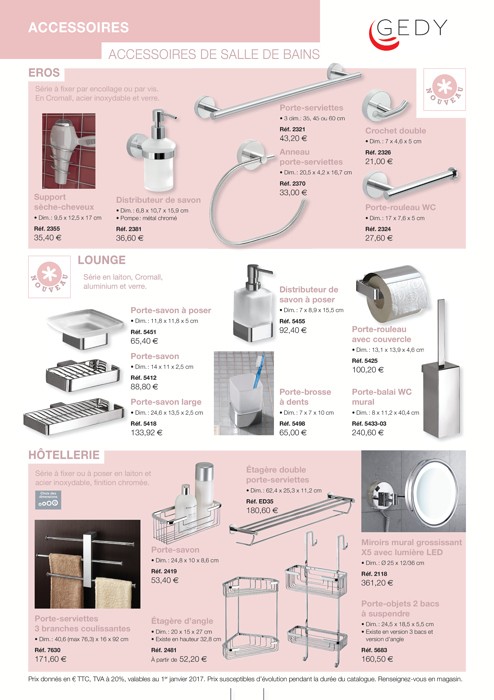 ACCESSOIRES
GEDY
ACCESSOIRES DE SALLE DE BAINS
EROS
Série à fixer par encollage ou par vis.
En Cromall, acier inoxydable et verre.
NOUVEAU
Porte-serviettes
• 3 dim.: 35, 45 ou 60 cm
Réf. 2321
43,20 €
Crochet double
• Dim.: 7 x 4,6 x 5 cm
Réf. 2326
21,00 €
Anneau
porte-serviettes
• Dim.: 20,5 x 4,2 x 16,7 cm
Réf. 2370
33,00 €
Support
sèche-cheveux
• Dim.: 9,5 x 12,5 x 17 cm
Réf. 2355
35,40 €
Distributeur de savon
• Dim.: 6,8 x 10,7 x 15,9 cm
• Pompe: métal chromé
Réf. 2381
36,60 €
Porte-rouleau WC
• Dim.: 17 x 7,6 x 5 cm
Réf. 2324
27,60 €
LOUNGE
NOUVEAU
Série en laiton, Cromall,
aluminium et verre.
Porte-savon à poser
• Dim.: 11,8 x 11,8 x 5 cm
Réf. 5451
65,40 €
Distributeur de
savon à poser
• Dim.: 7 x 8,9 x 15,5 cm
Réf. 5455
92,40 €
Porte-rouleau
avec couvercle
• Dim.: 13,1 x 13,9 x 4,6 cm
Réf. 5425
100,20 €
Porte-savon
• Dim.: 14 x 11 x 2,5 cm
Réf. 5412
88,80 €
Porte-savon large
• Dim.: 24,6 x 13,5 x 2,5 cm
Réf. 5418
133,92 €
Porte-brosse
à dents
• Dim.: 7 x 7 x 10 cm
Réf. 5498
65,00 €
Porte-balai WC
mural
• Dim.: 8 x 11,2 x 40,4 cm
Réf. 5433-03
240,60 €
HÔTELLERIE
Série à fixer ou à poser en laiton et
acier inoxydable, finition chromée.
Étagère double
porte-serviettes
• Dim.: 62,4 x 25,3 x 11,2 cm
Réf. ED35
180,60 €
Porte-savon
• Dim.: 24,8 x 10 x 8,6 cm
Réf. 2419
53,40 €
Miroirs mural grossissant
X5 avec lumière LED
• Dim.: Ø 25 x 12/36 cm
Réf. 2118
361,20 €
Porte-serviettes
3 branches coulissantes
• Dim.: 40,6 (max 76,3) x 16 x 92 cm
Réf. 7630
171,60 €
Étagère d'angle
• Dim.: 20 x 15 x 27 cm
• Existe en hauteur 32,8 cm
Réf. 2481
À partir de 52,20 €
Porte-objets 2 bacs
à suspendre
• Dim.: 24,5 x 18,5 x 5,5 cm
• Existe en version 3 bacs et
version d'angle
Réf. 5683
160,50 €
Prix donnés en € TTC, TVA à 20%, valables au 1er janvier 2017. Prix susceptibles d'évolution pendant la durée du catalogue. Renseignez-vous en magasin.